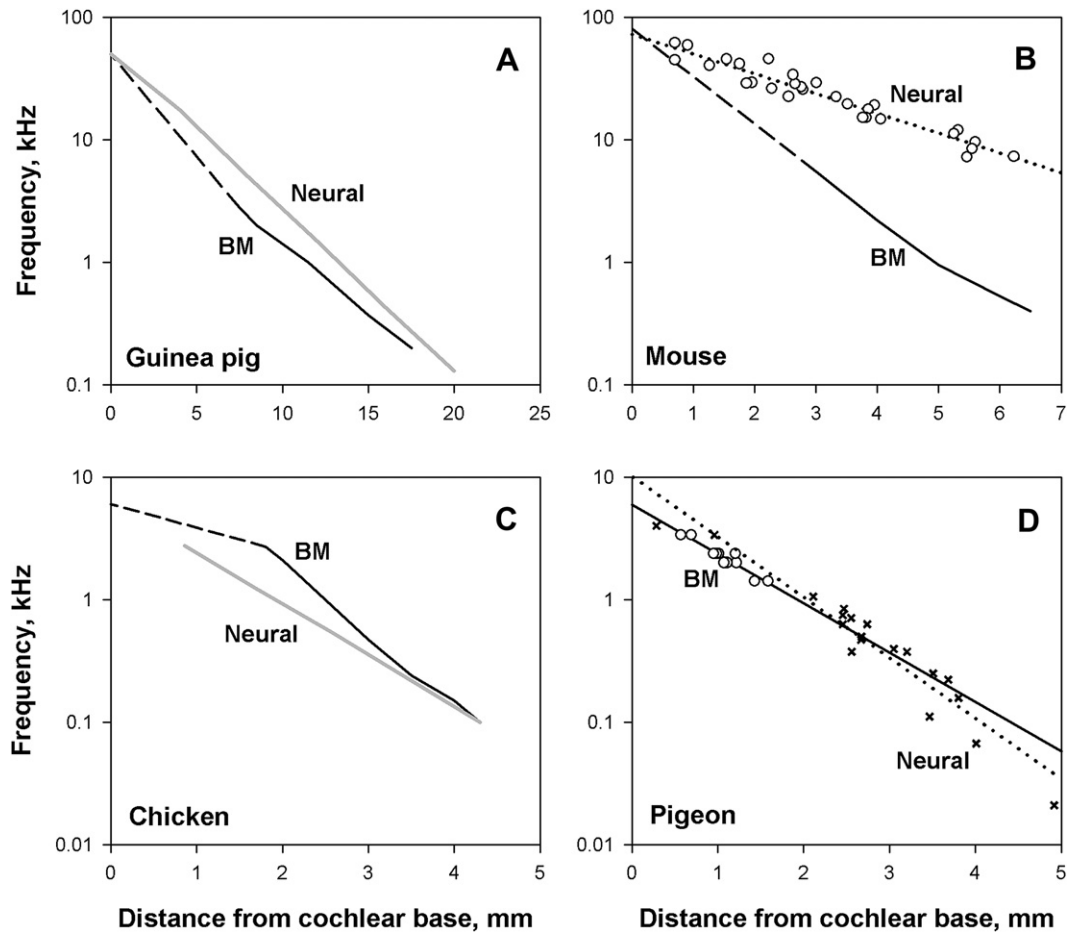 100
10
1
0.1
0
5
10
15
20
25
A
Neural
BM
Guinea pig
Frequency, kHz
100
10
1
0.1
0
1
2
3
4
5
6
7
B
Neural
BM
Mouse
10
1
0.1
0.01
0
1
2
3
4
5
C
BM
Neural
Chicken
Frequency, kHz
Distance from cochlear base, mm
10
1
0.1
0.01
0
1
2
3
4
5
D
BM
Neural
Pigeon
Distance from cochlear base, mm